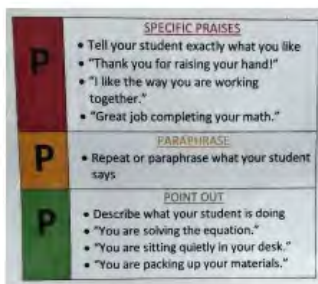 P
SPECIFIC PRAISES
• Tell your student exactly what you like
• "Thank you for raising your hand!"
• "I like the way you are working
together."
• "Great job completing your math."
P
PARAPHRASE
• Repeat or paraphrase what your student
says
P
POINT OUT
• Describe what your student is doing
• "You are solving the equation."
• "You are sitting quietly in your desk."
• "You are packing up your materials."